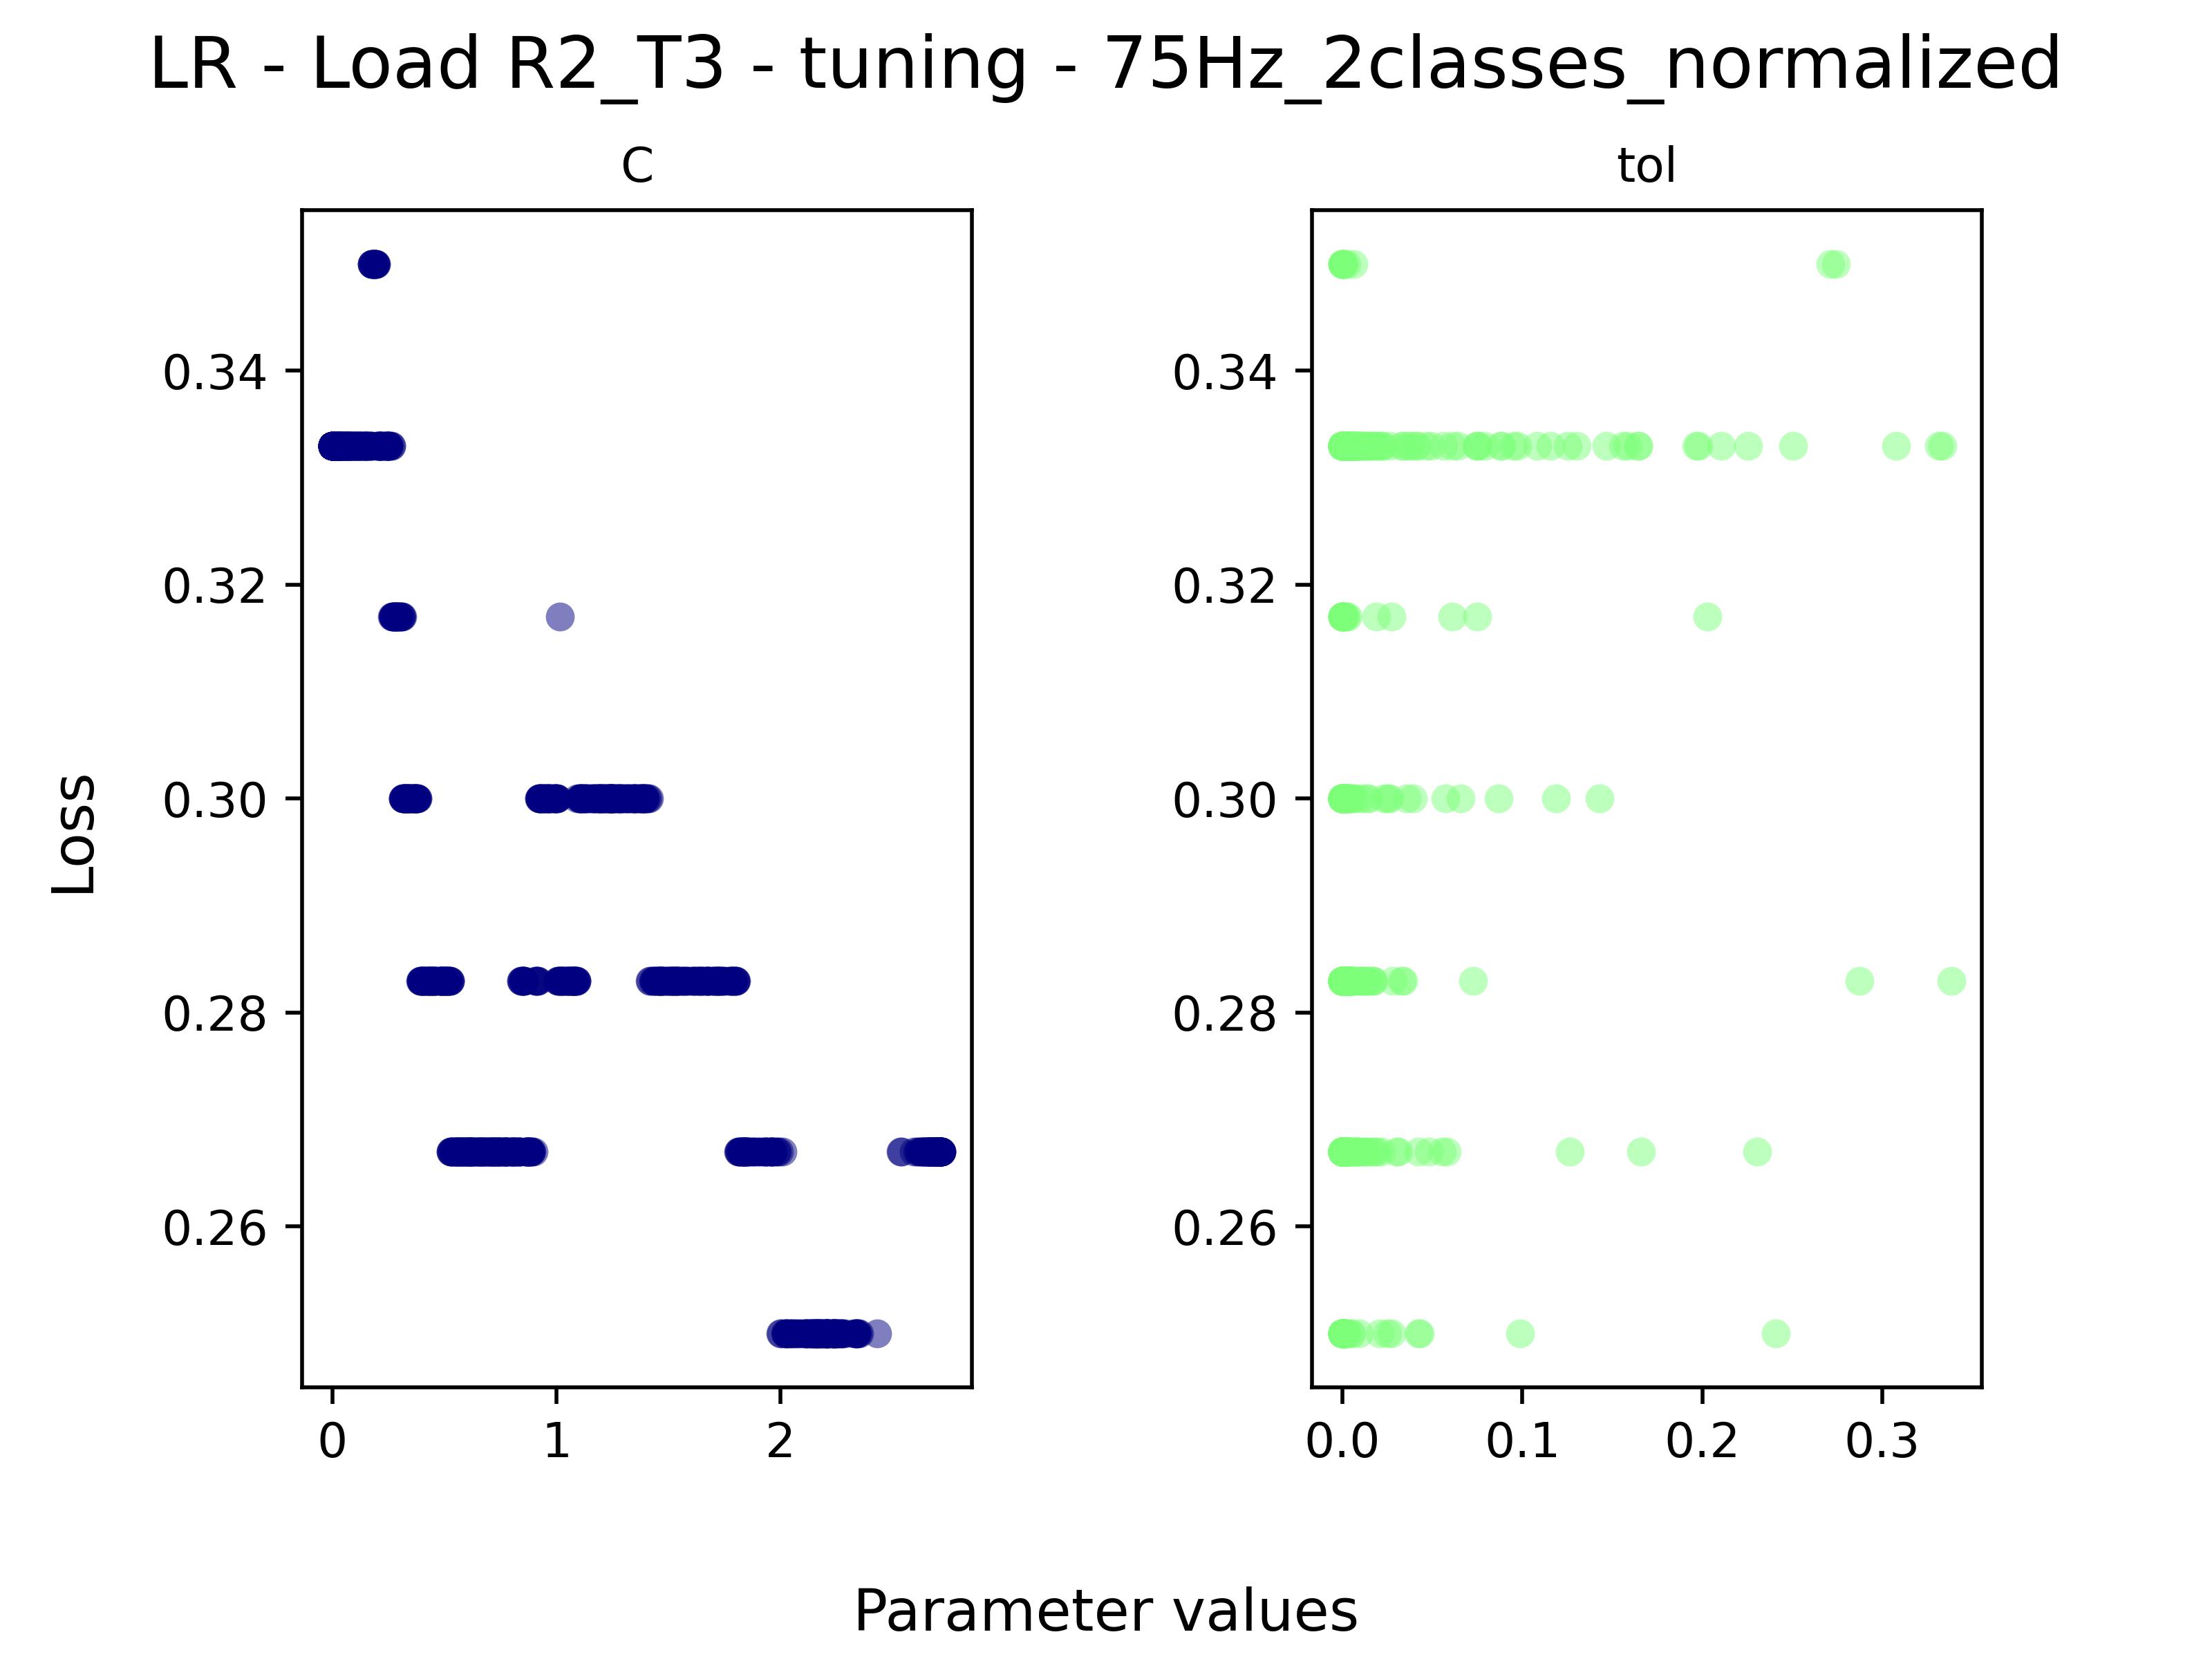 LR - Load R2_T3 - tuning - 75Hz_2classes_normalized
C
tol
0.34
0.32
0.30
0.28
0.26
0.34
0.32
0.30
0.28
0.26
Loss
0 1 2
0.0 0.1 0.2 0.3
Parameter values